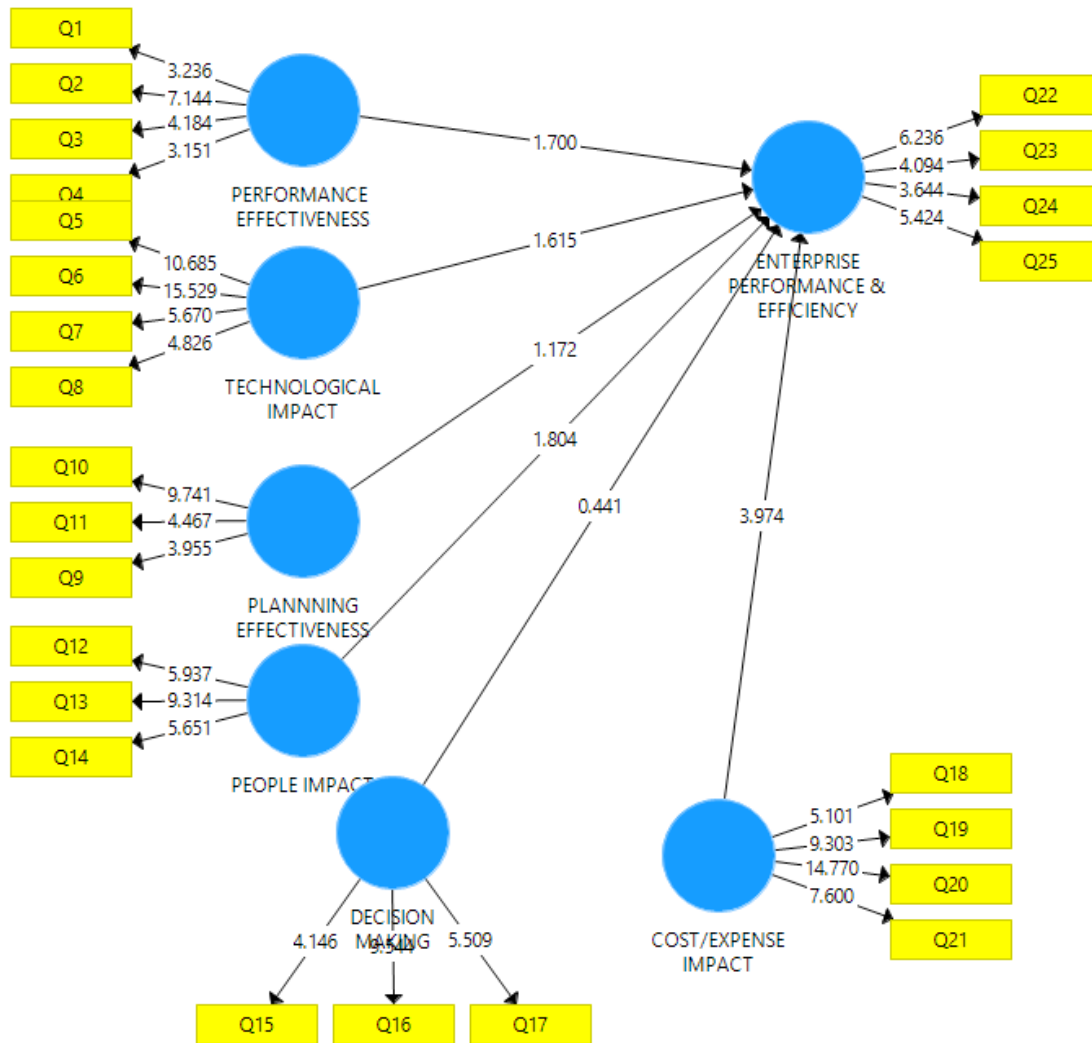 Q1
3.236
Q2
7.144
Q3
4.184
Q4
3.151
PERFORMANCE
EFFECTIVENESS
1.700
Q22
6.236
Q23
4.094
Q24
3.644
Q25
5.424
ENTERPRISE
PERFORMANCE &
EFFICIENCY
Q5
10.685
Q6
15.529
Q7
5.670
Q8
4.826
TECHNOLOGICAL
IMPACT
1.615
1.172
1.804
0.441
3.974
Q10
9.741
Q11
4.467
Q9
3.955
PLANNNING
EFFECTIVENESS
Q12
5.937
Q13
9.314
Q14
5.651
PEOPLE IMPACT
DECISION
MAKING
4.146
9.544
5.509
Q15
Q16
Q17
Q18
5.101
Q19
9.303
Q20
14.770
Q21
7.600
COST/EXPENSE
IMPACT